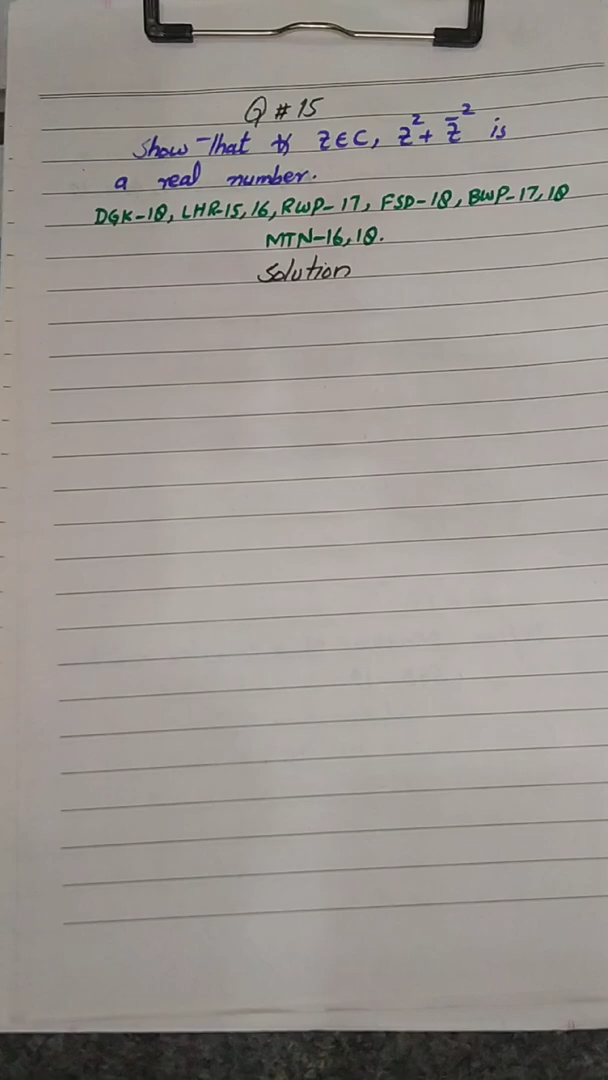 Q # 15
Show That ∀ z ∈ C, z² + z̄² is
a real number.
DGK-18, LHR-15, 16, RWP-17, FSD-18, BWP-17, 18
MTN-16, 18.
Solution